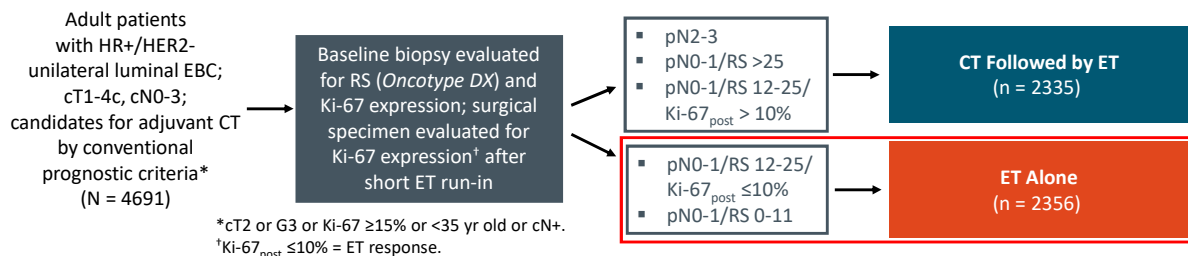 Adult patients
with HR+/HER2-
unilateral luminal EBC;
cT1-4c, cN0-3;
candidates for adjuvant CT
by conventional
prognostic criteria*
(N = 4691)
Baseline biopsy evaluated
for RS (Oncotype DX) and
Ki-67 expression; surgical
specimen evaluated for
Ki-67 expression† after
short ET run-in
*cT2 or G3 or Ki-67 ≥15% or <35 yr old or cN+.
†Ki-67post ≤10% = ET response.
▪ pN2-3
▪ pN0-1/RS >25
▪ pN0-1/RS 12-25/
Ki-67post > 10%
CT Followed by ET
(n = 2335)
▪ pN0-1/RS 12-25/
Ki-67post ≤10%
▪ pN0-1/RS 0-11
ET Alone
(n = 2356)